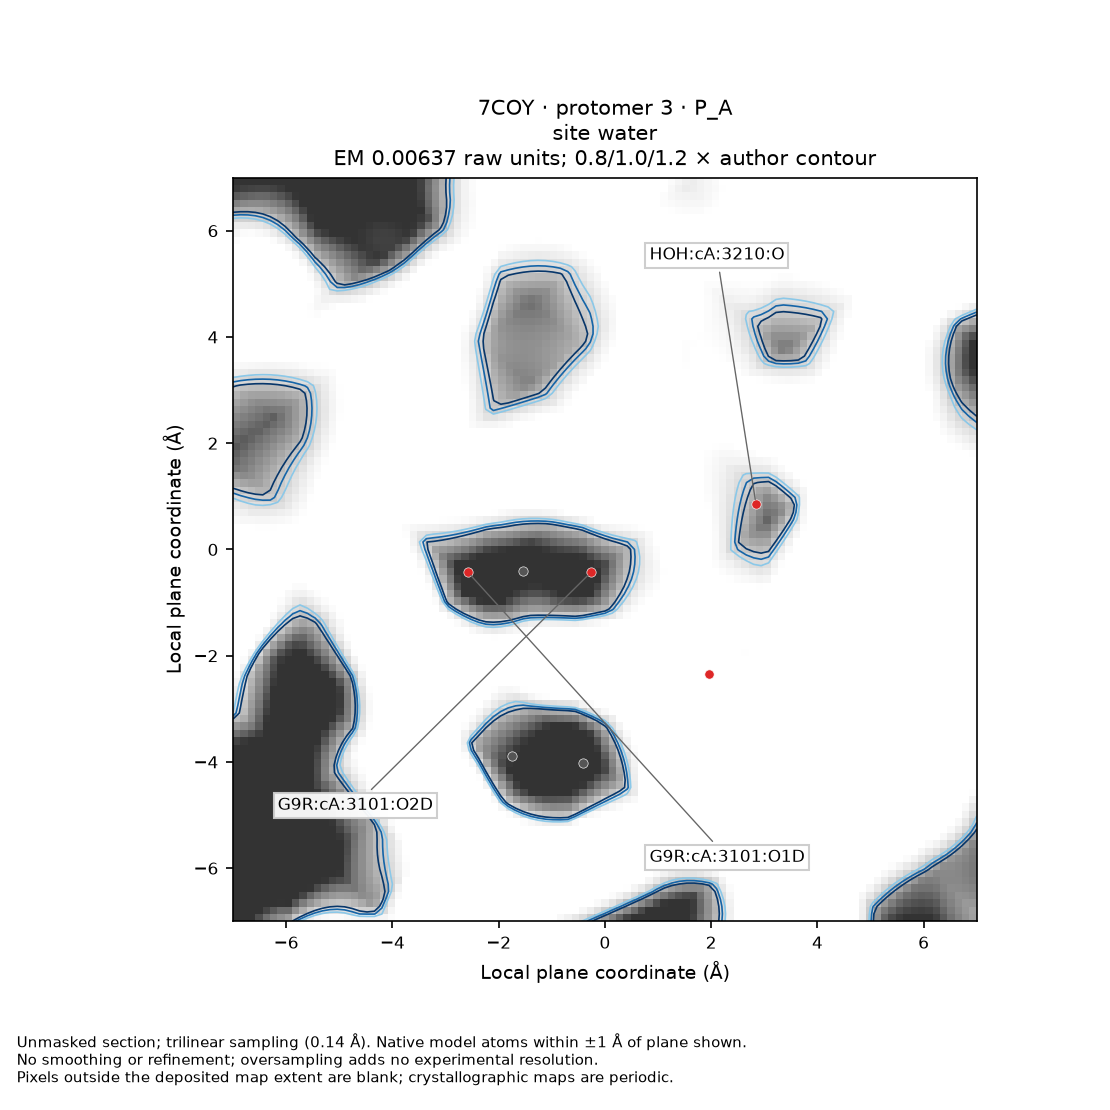 7COY · protomer 3 · P_A
site water
EM 0.00637 raw units; 0.8/1.0/1.2 × author contour
HOH:cA:3210:O
G9R:cA:3101:O2D
G9R:cA:3101:O1D
6
4
2
0
−2
−4
−6
Local plane coordinate (Å)
−6 −4 −2 0 2 4 6
Local plane coordinate (Å)
Unmasked section; trilinear sampling (0.14 Å). Native model atoms within ±1 Å of plane shown.
No smoothing or refinement; oversampling adds no experimental resolution.
Pixels outside the deposited map extent are blank; crystallographic maps are periodic.